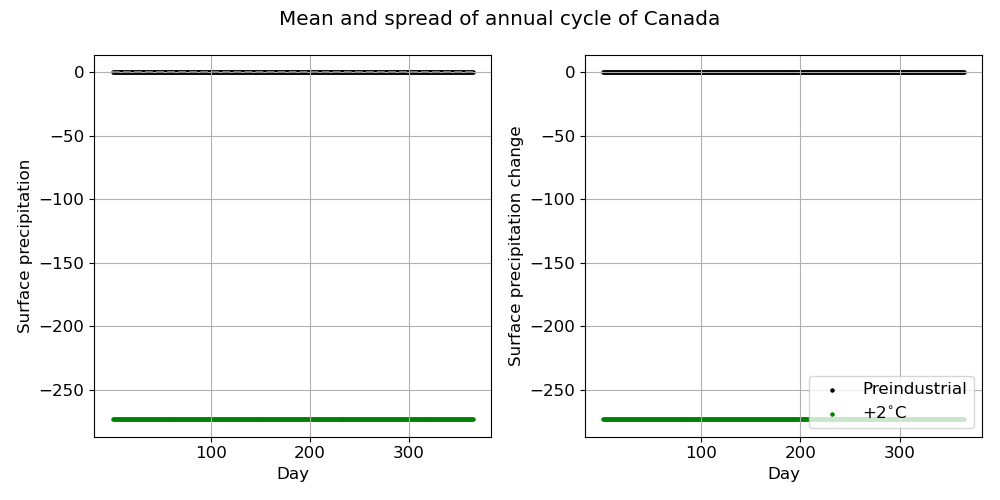 Mean and spread of annual cycle of Canada
Surface precipitation
0
−50
−100
−150
−200
−250
100
200
300
Day
Surface precipitation change
0
−50
−100
−150
−200
−250
100
200
300
Day
Preindustrial
+2°C